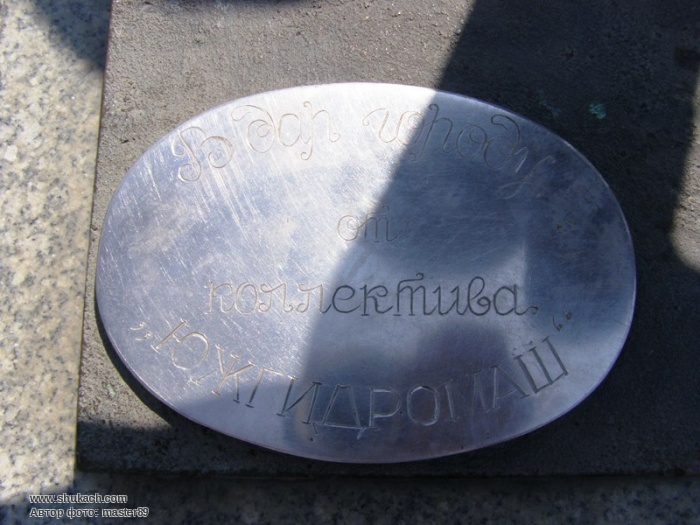 В дар городу
от
коллектива
„ЮЖГИДРОМАШ“
www.shukach.com
Автор фото: master89